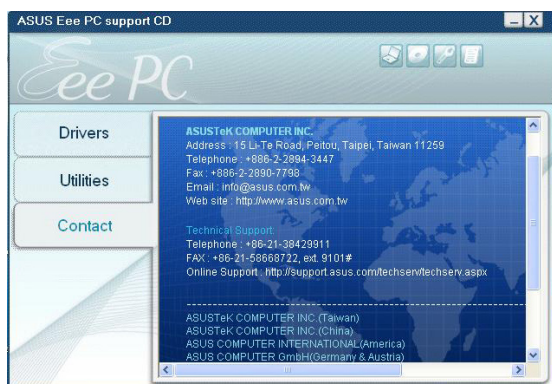 ASUS Eee PC support CD
Eee PC
Drivers
Utilities
Contact
ASUSTeK COMPUTER INC.
Address : 15 Li-Te Road, Peitou, Taipei, Taiwan 11259
Telephone : +886-2-2894-3447
Fax : +886-2-2890-7798
Email : info@asus.com.tw
Web site : http://www.asus.com.tw
Technical Support:
Telephone : +86-21-38429911
FAX : +86-21-58668722, ext. 9101#
Online Support : http://support.asus.com/techserv/techserv.aspx
ASUSTeK COMPUTER INC.(Taiwan)
ASUSTeK COMPUTER INC.(China)
ASUS COMPUTER INTERNATIONAL(America)
ASUS COMPUTER GmbH(Germany & Austria)